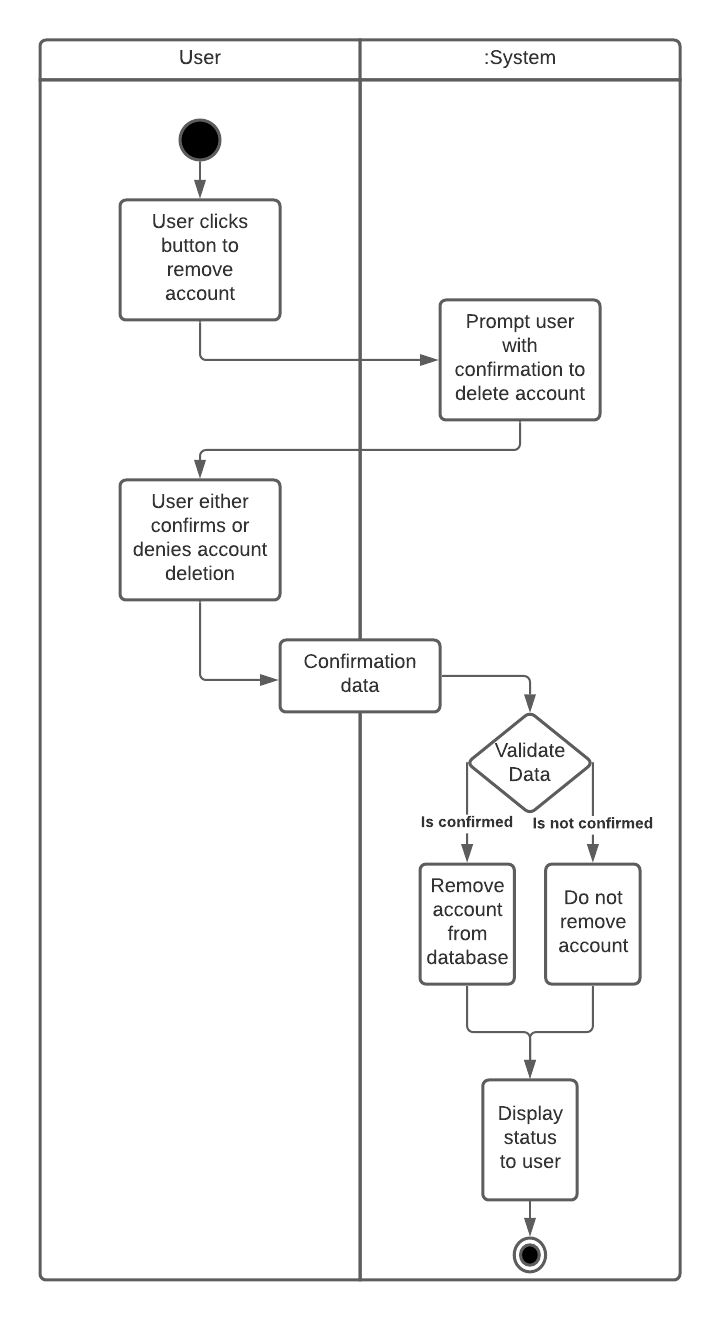 User
:System
User clicks
button to
remove
account
Prompt user
with
confirmation to
delete account
User either
confirms or
denies account
deletion
Confirmation
data
Validate
Data
Is confirmed
Is not confirmed
Remove
account
from
database
Do not
remove
account
Display
status
to user